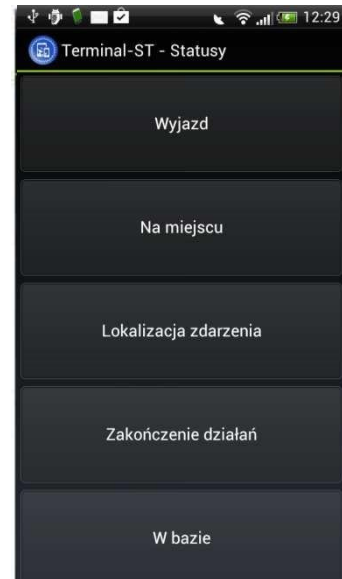 12:29
Terminal-ST - Statusy
Wyjazd
Na miejscu
Lokalizacja zdarzenia
Zakończenie działań
W bazie